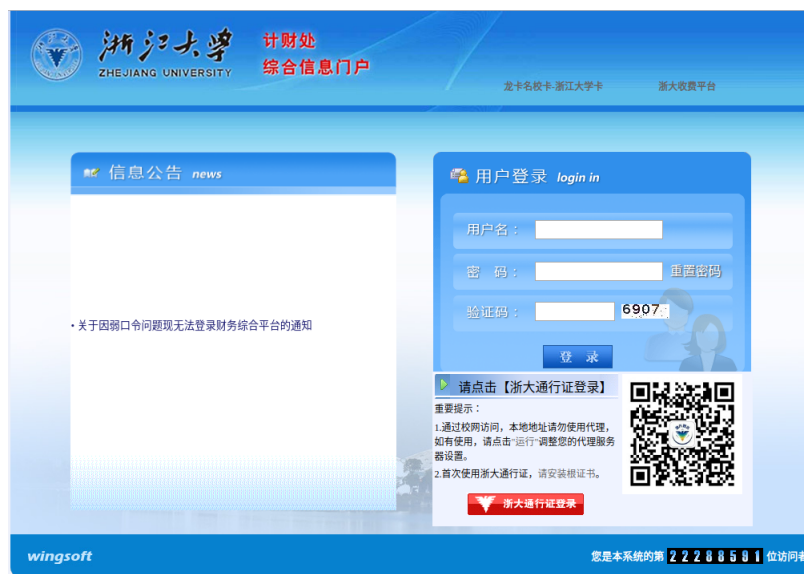 浙江大学
ZHEJIANG UNIVERSITY
计财处
综合信息门户
龙卡名校卡-浙江大学卡
浙大收费平台
信息公告 news
• 关于因弱口令问题现无法登录财务综合平台的通知
用户登录 login in
用户名：
密 码：
重置密码
验证码：
6907
登 录
请点击【浙大通行证登录】
重要提示：
1.通过校网访问，本地地址请勿使用代理，
如有使用，请点击"运行"调整您的代理服务
器设置。
2.首次使用浙大通行证，请安装根证书。
浙大通行证登录
wingsoft
您是本系统的第 22288591 位访问者